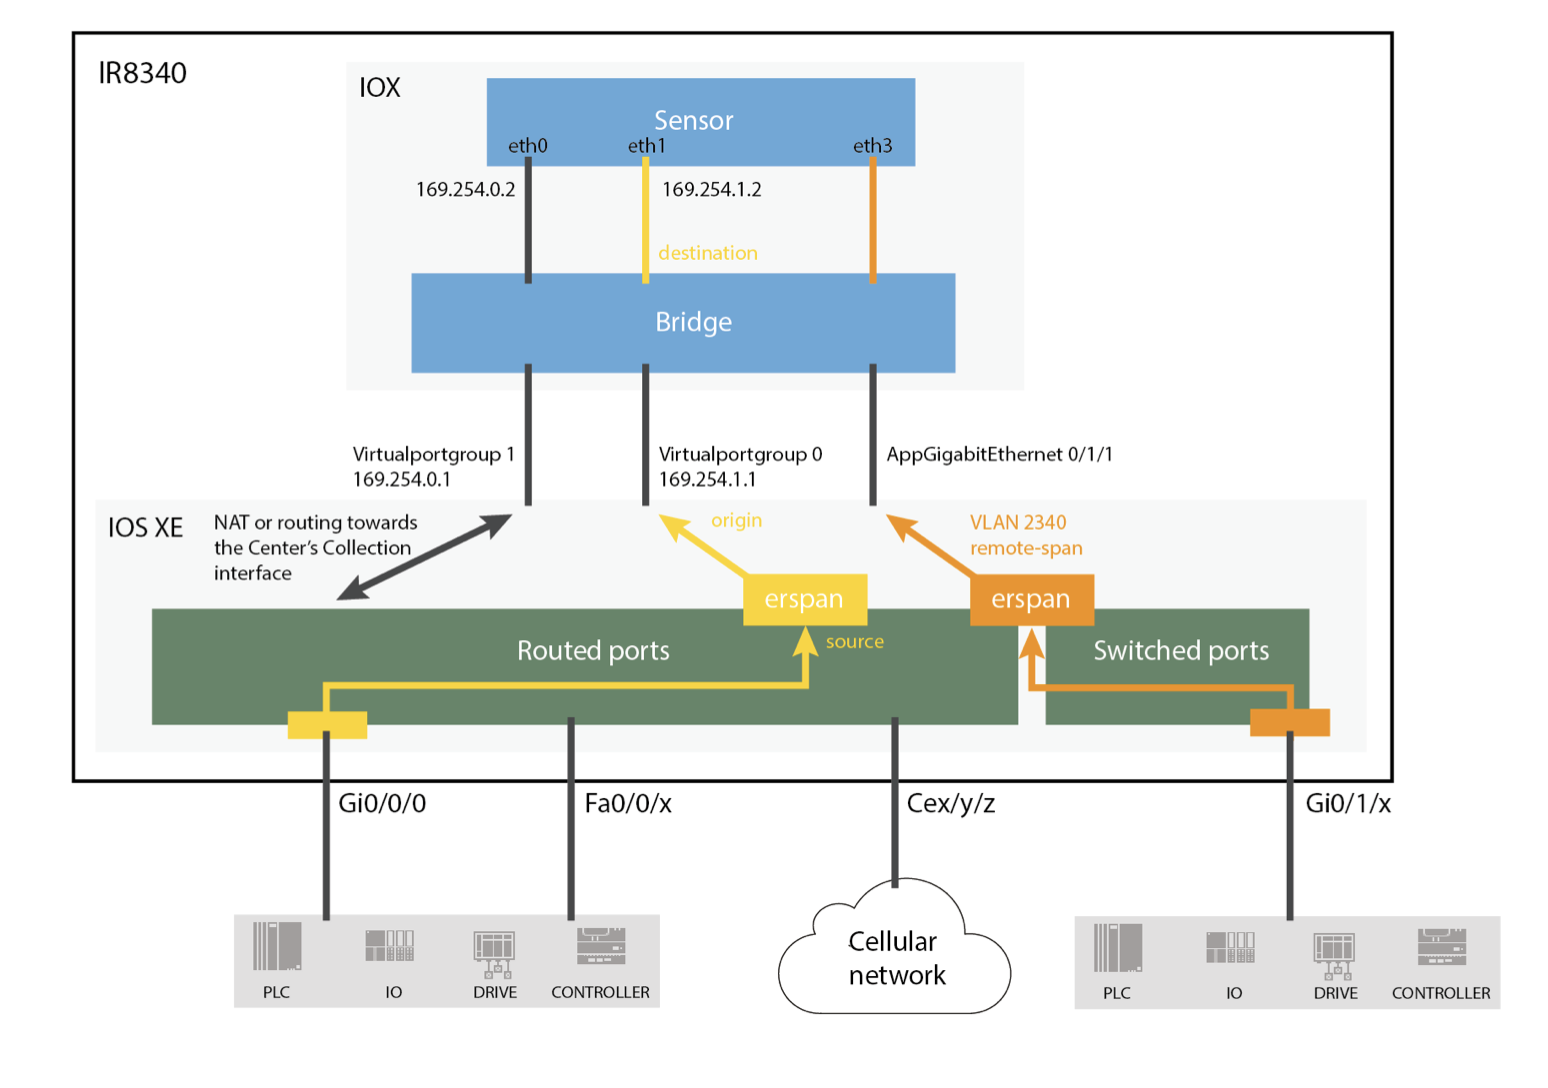 IR8340
IOX
Sensor
eth0
eth1
eth3
169.254.0.2
169.254.1.2
destination
Bridge
Virtualportgroup 1
169.254.0.1
Virtualportgroup 0
169.254.1.1
AppGigabitEthernet 0/1/1
IOS XE
NAT or routing towards
the Center's Collection
interface
origin
VLAN 2340
remote-span
erspan
erspan
source
Routed ports
Switched ports
Gi0/0/0
Fa0/0/x
Cex/y/z
Gi0/1/x
Cellular
network
PLC
IO
DRIVE
CONTROLLER
PLC
IO
DRIVE
CONTROLLER